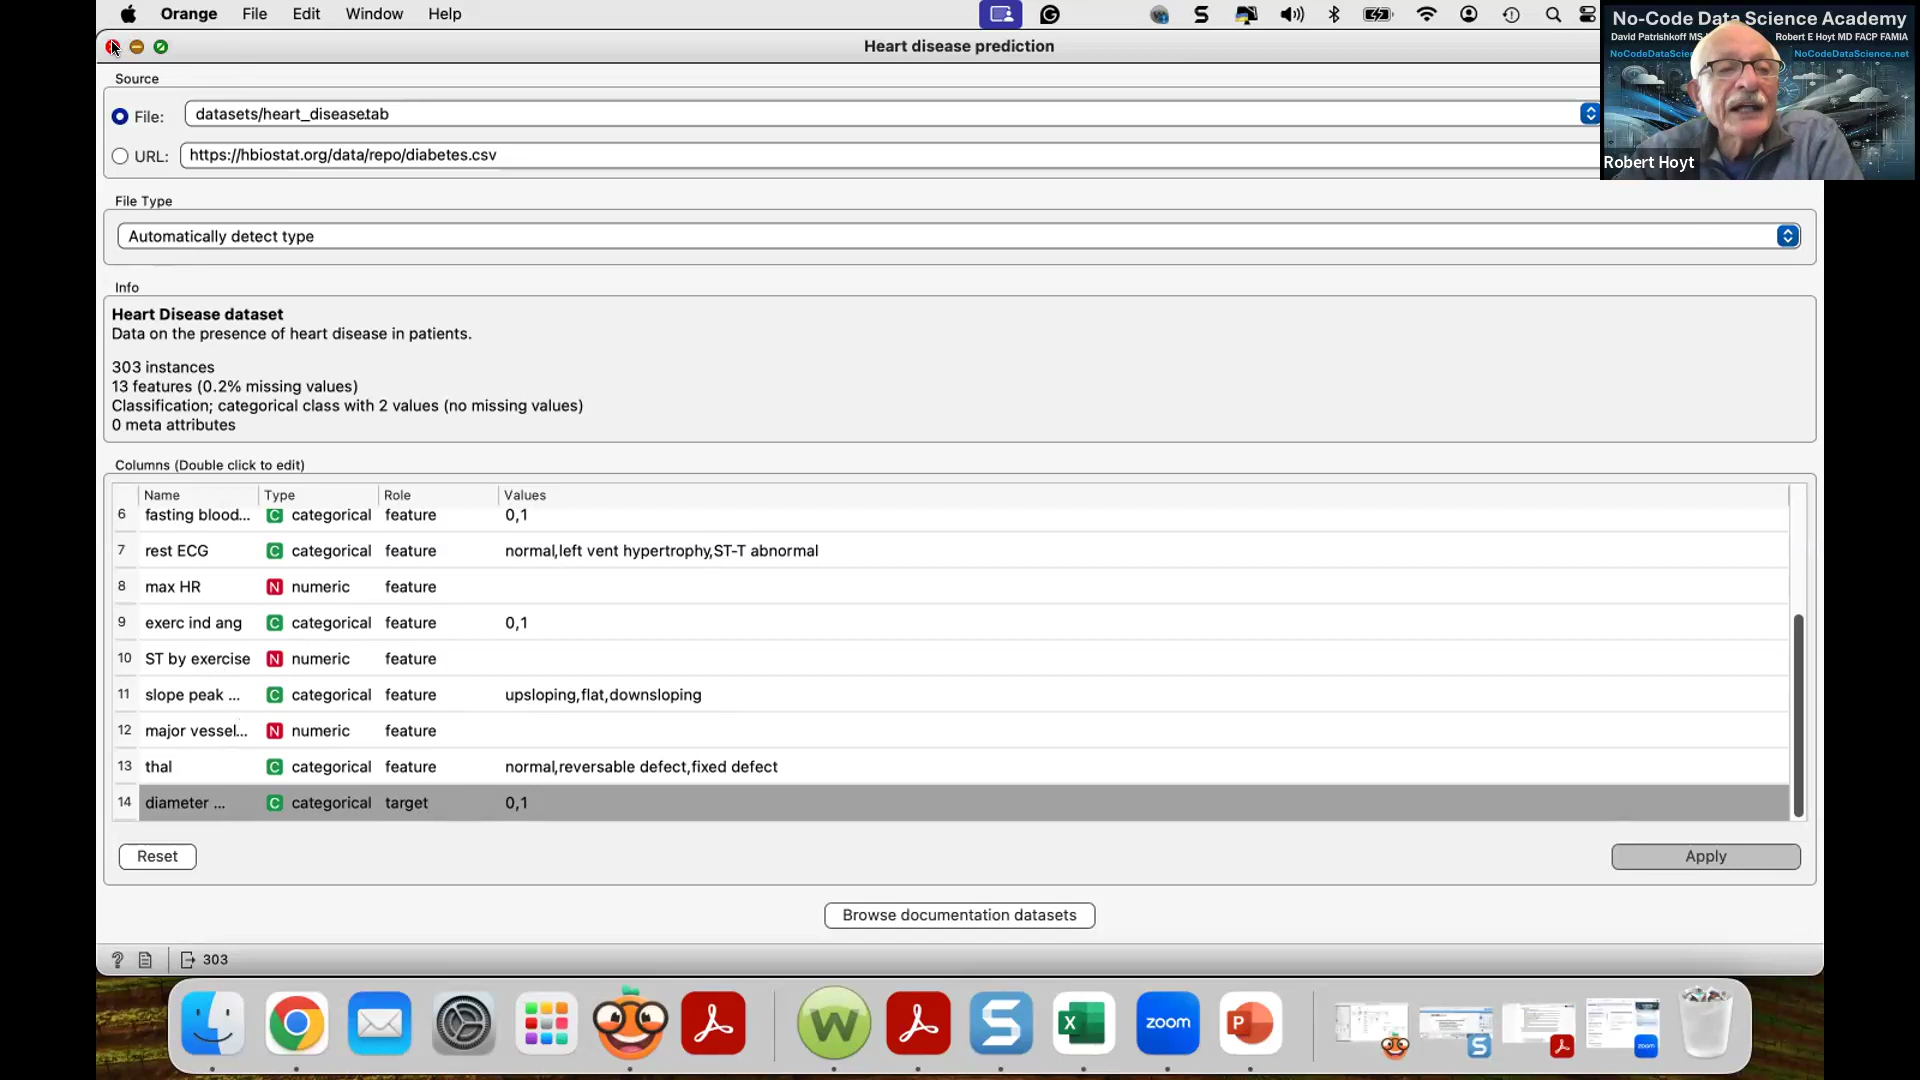 Orange File Edit Window Help
No-Code Data Science Academy
David Patrishkoff MS Robert E Hoyt MD FACP FAMIA
NoCodeDataScien NoCodeDataScience.net
Robert Hoyt
Heart disease prediction
Source
File: datasets/heart_disease.tab
URL: https://hbiostat.org/data/repo/diabetes.csv
File Type
Automatically detect type
Info
Heart Disease dataset
Data on the presence of heart disease in patients.
303 instances
13 features (0.2% missing values)
Classification; categorical class with 2 values (no missing values)
0 meta attributes
Columns (Double click to edit)
Name Type Role Values
6 fasting blood... C categorical feature 0,1
7 rest ECG C categorical feature normal,left vent hypertrophy,ST-T abnormal
8 max HR N numeric feature
9 exerc ind ang C categorical feature 0,1
10 ST by exercise N numeric feature
11 slope peak ... C categorical feature upsloping,flat,downsloping
12 major vessel... N numeric feature
13 thal C categorical feature normal,reversable defect,fixed defect
14 diameter ... C categorical target 0,1
Reset Apply
Browse documentation datasets
? 303
W S X zoom P S zoom